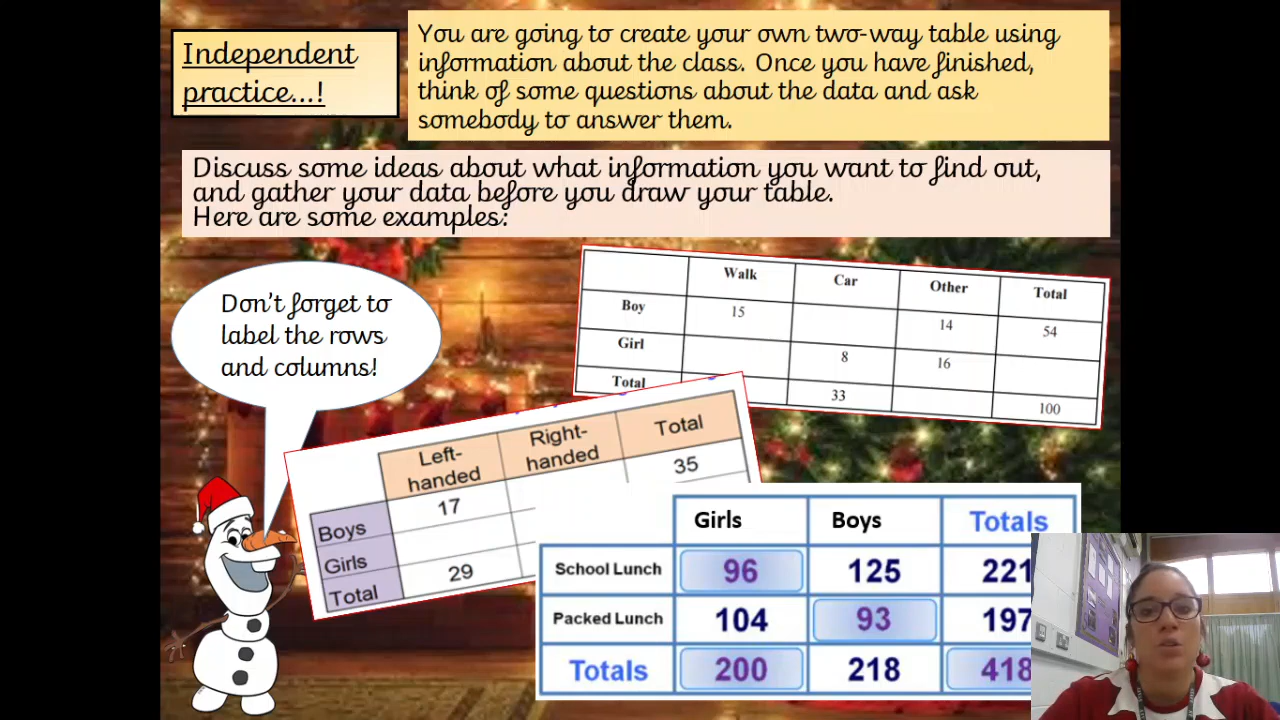 Independent
practice...!
You are going to create your own two-way table using
information about the class. Once you have finished,
think of some questions about the data and ask
somebody to answer them.
Discuss some ideas about what information you want to find out,
and gather your data before you draw your table.
Here are some examples:
Don't forget to
label the rows
and columns!
Walk Car Other Total
Boy 15 14 54
Girl 8 16
Total 33 100
Left-
handed
Right-
handed
Total
Boys 17 35
Girls
Total 29
Girls Boys Totals
School Lunch 96 125 221
Packed Lunch 104 93 197
Totals 200 218 418